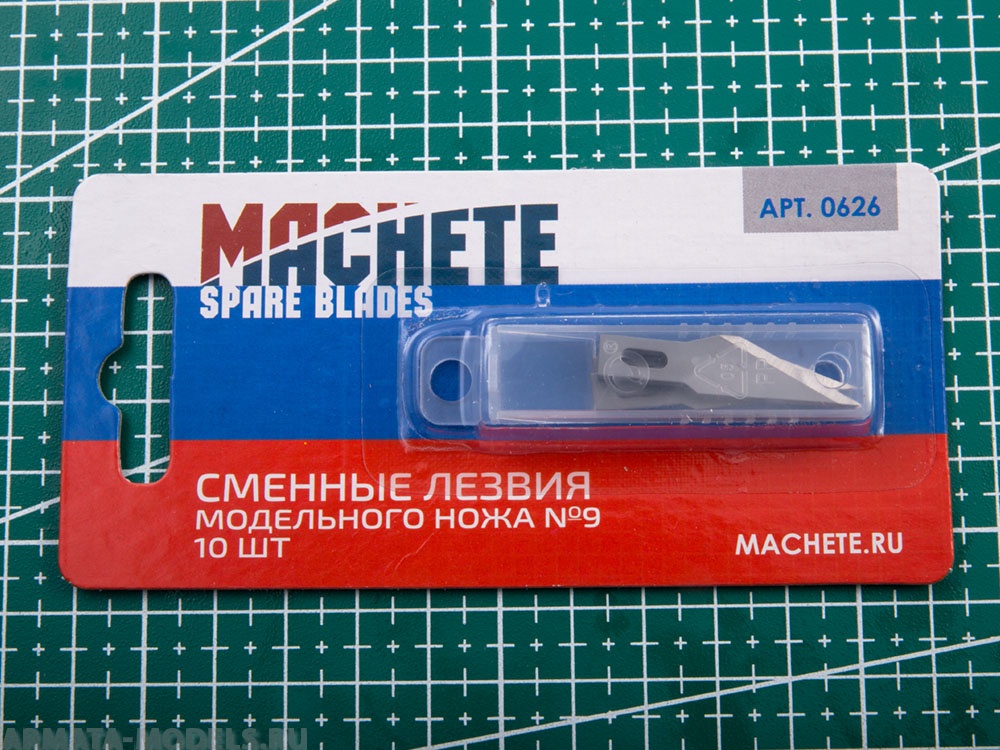 MACHETE
АРТ. 0626
SPARE BLADES
СМЕННЫЕ ЛЕЗВИЯ
МОДЕЛЬНОГО НОЖА №9
10 ШТ
MACHETE.RU
ARMATA-MODELS.RU